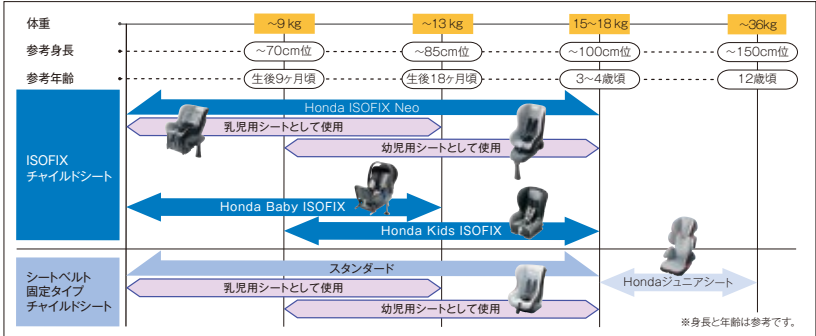 体重 ~9 kg ~13 kg 15~18 kg ~36kg
参考身長 ~70cm位 ~85cm位 ~100cm位 ~150cm位
参考年齢 生後9ヶ月頃 生後18ヶ月頃 3~4歳頃 12歳頃
ISOFIX
チャイルドシート
Honda ISOFIX Neo
乳児用シートとして使用
幼児用シートとして使用
Honda Baby ISOFIX
Honda Kids ISOFIX
シートベルト
固定タイプ
チャイルドシート
スタンダード
乳児用シートとして使用
幼児用シートとして使用
Hondaジュニアシート
※身長と年齢は参考です。